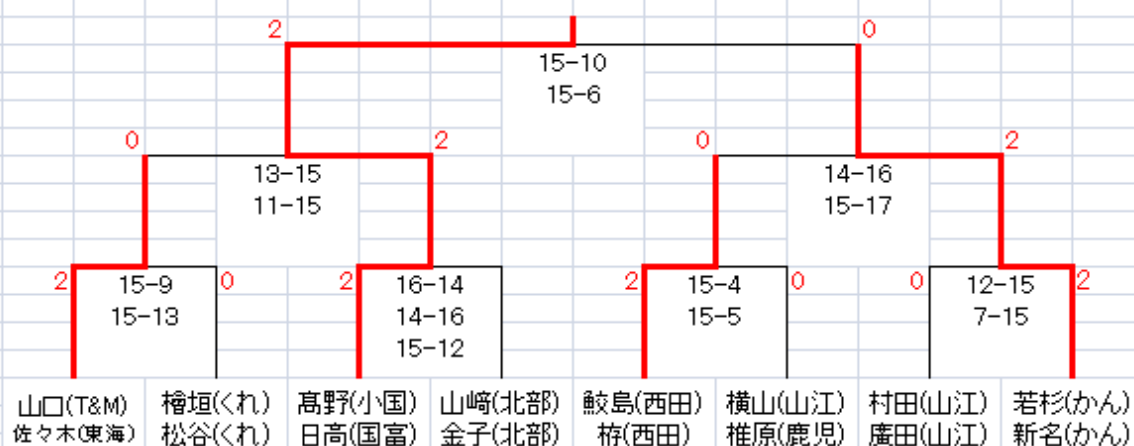 2 0
15-10
15-6
0 2 0 2
13-15 14-16
11-15 15-17
2 15-9 0 2 16-14 2 15-4 0 0 12-15 2
15-13 14-16 15-5 7-15
15-12
山口(T&M) 檜垣(くれ) 髙野(小国) 山﨑(北部) 鮫島(西田) 横山(山江) 村田(山江) 若杉(かん)
佐々木(東海) 松谷(くれ) 日高(国富) 金子(北部) 栫(西田) 椎原(鹿児) 廣田(山江) 新名(かん)